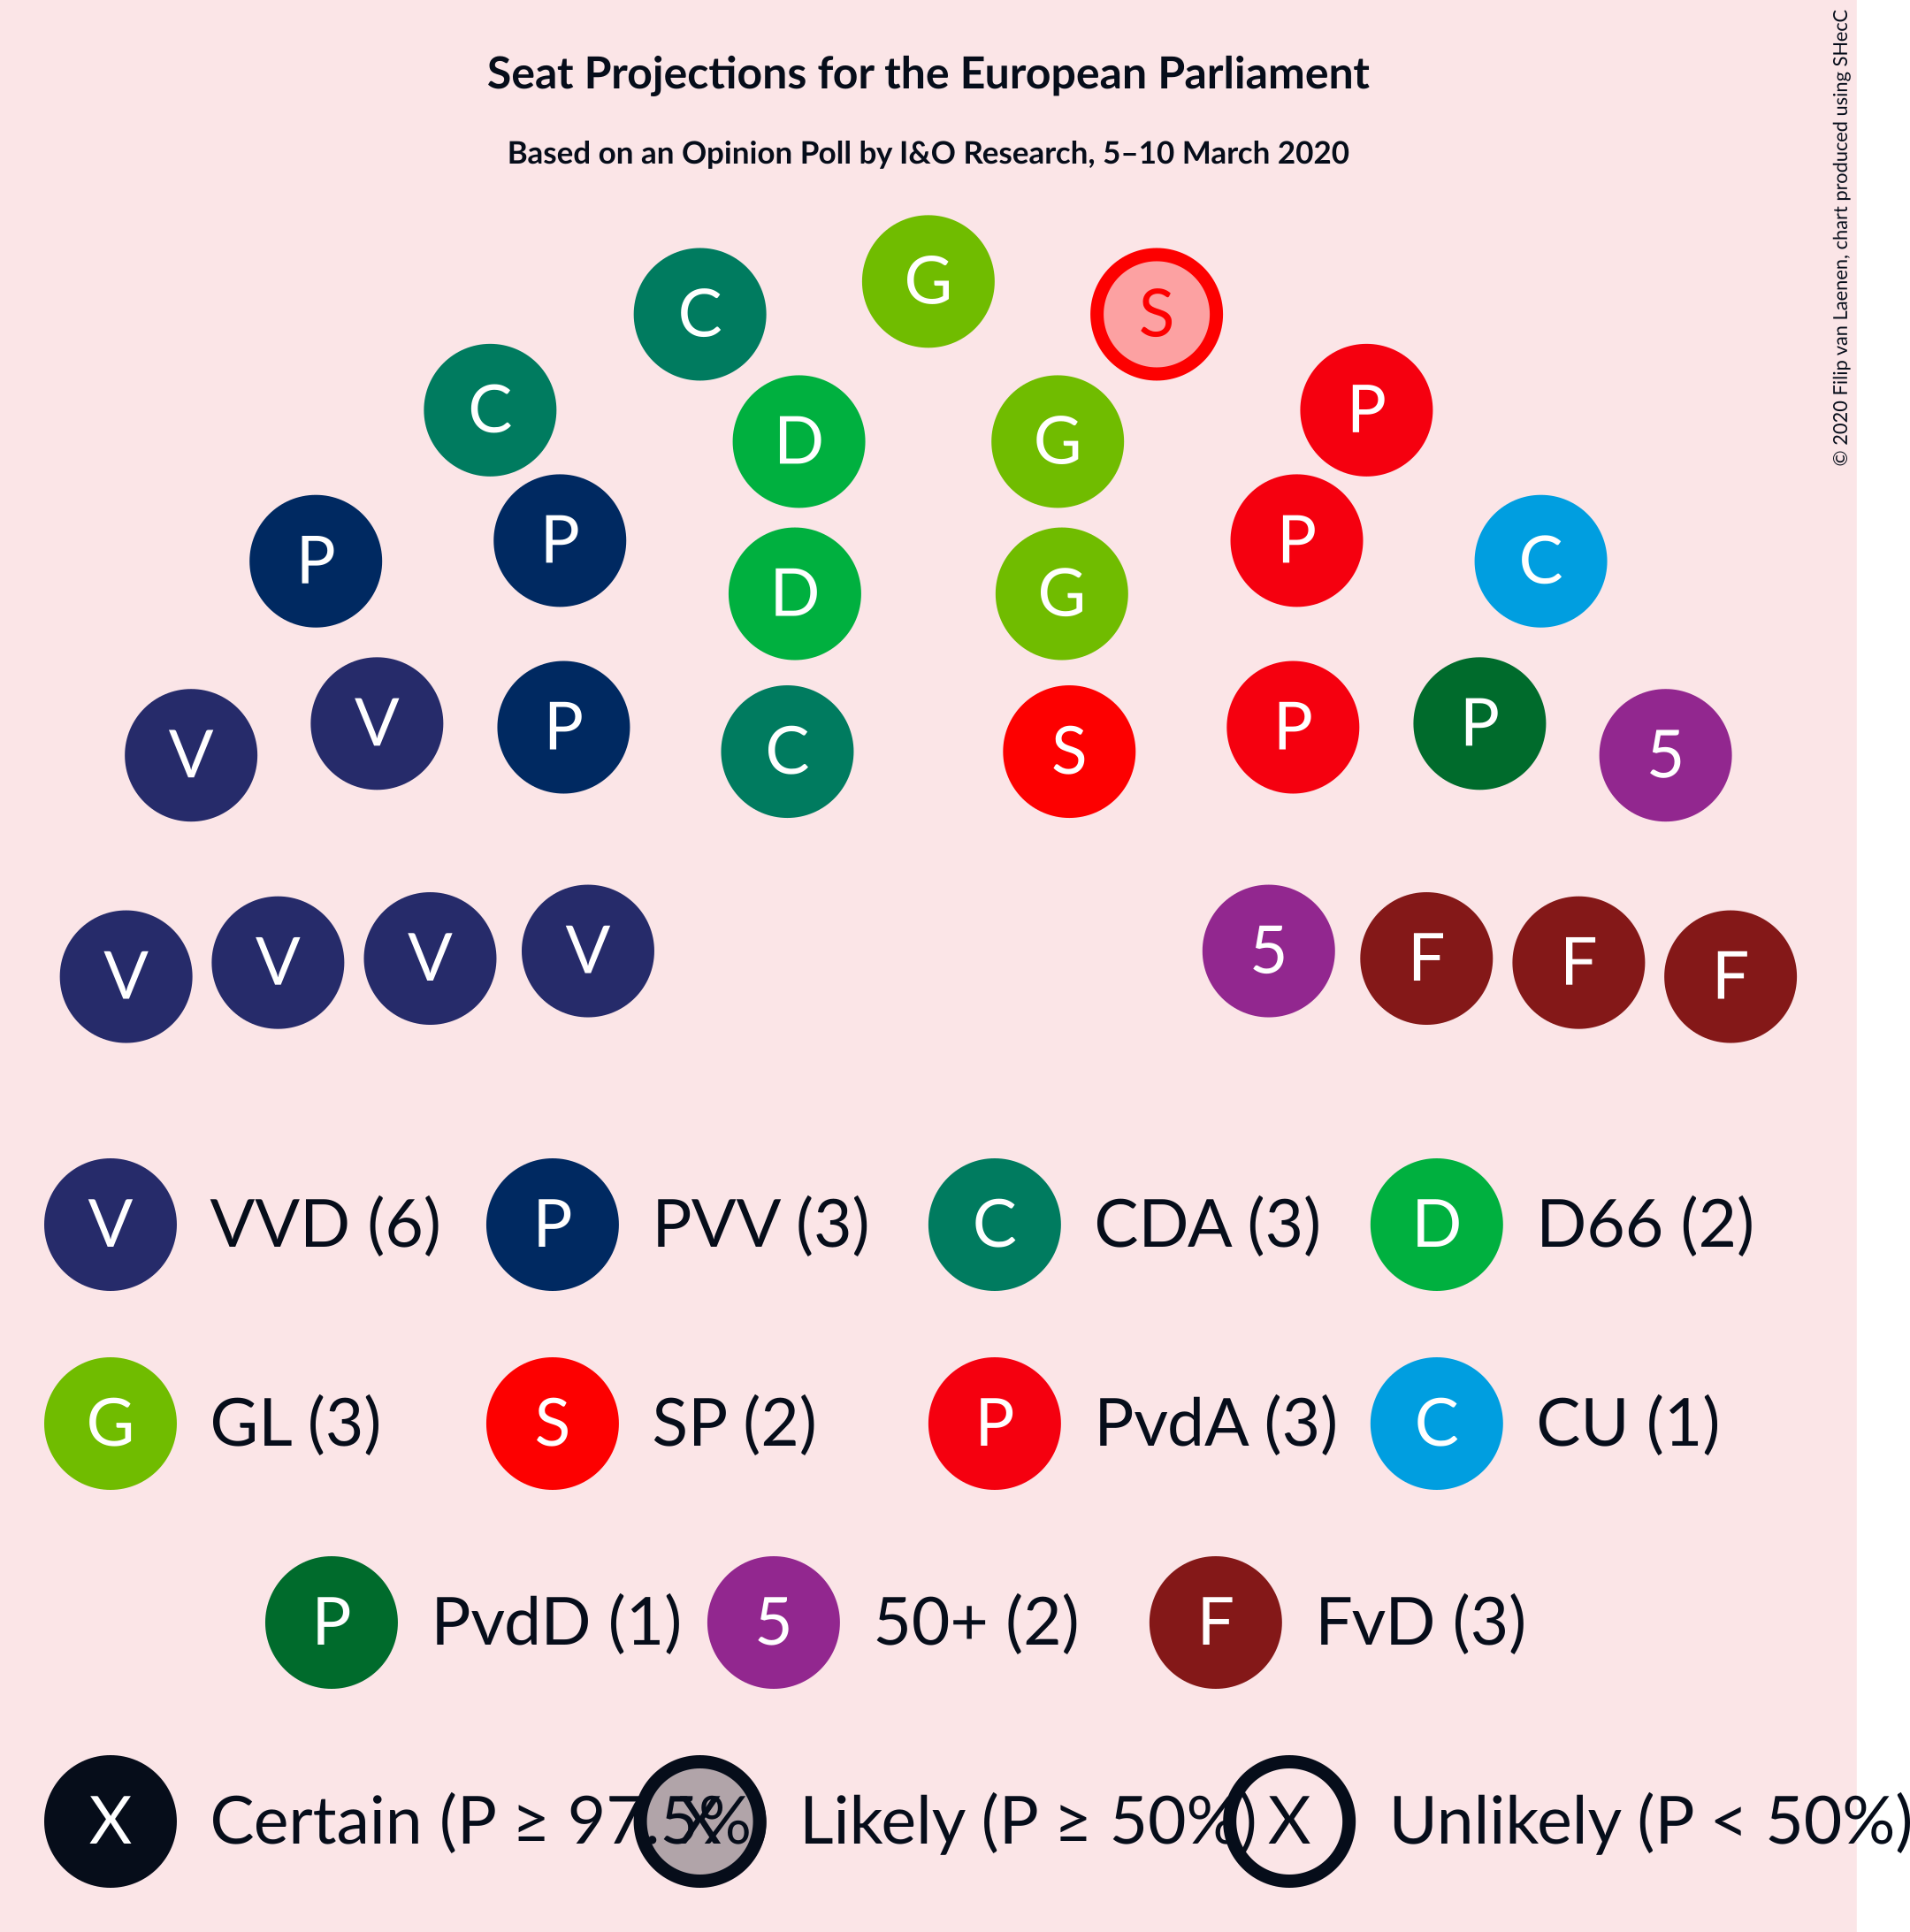 Seat Projections for the European Parliament
Based on an Opinion Poll by I&O Research, 5–10 March 2020
© 2020 Filip van Laenen, chart produced using SHecC
G
C S
C P
D G
P P P C
D G
V V P C S P P 5
V V V V 5 F F F
V VVD (6) P PVV (3) C CDA (3) D D66 (2)
G GL (3) S SP (2) P PvdA (3) C CU (1)
P PvdD (1) 5 50+ (2) F FvD (3)
X Certain (P ≥ 97.5% X Likely (P ≥ 50%) X Unlikely (P < 50%)